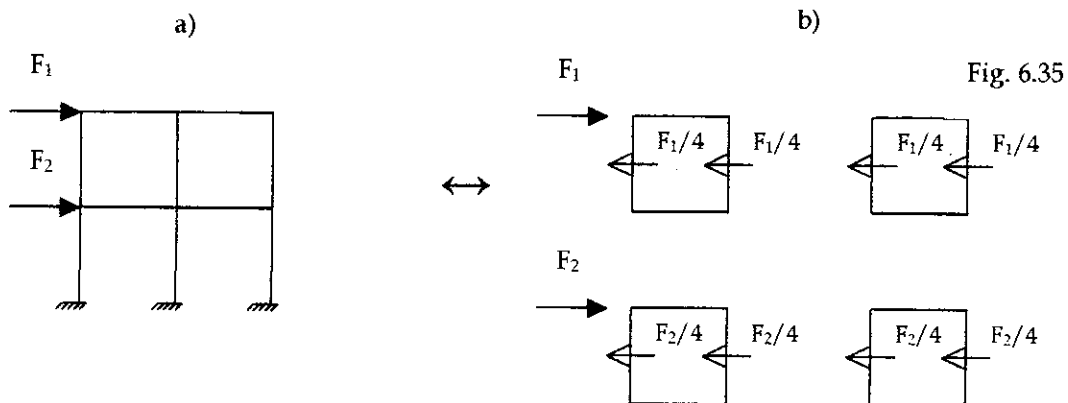 a)
b)
F₁
F₁
Fig. 6.35
F₁/4 F₁/4 F₁/4 F₁/4
F₂
F₂
F₂/4 F₂/4 F₂/4 F₂/4